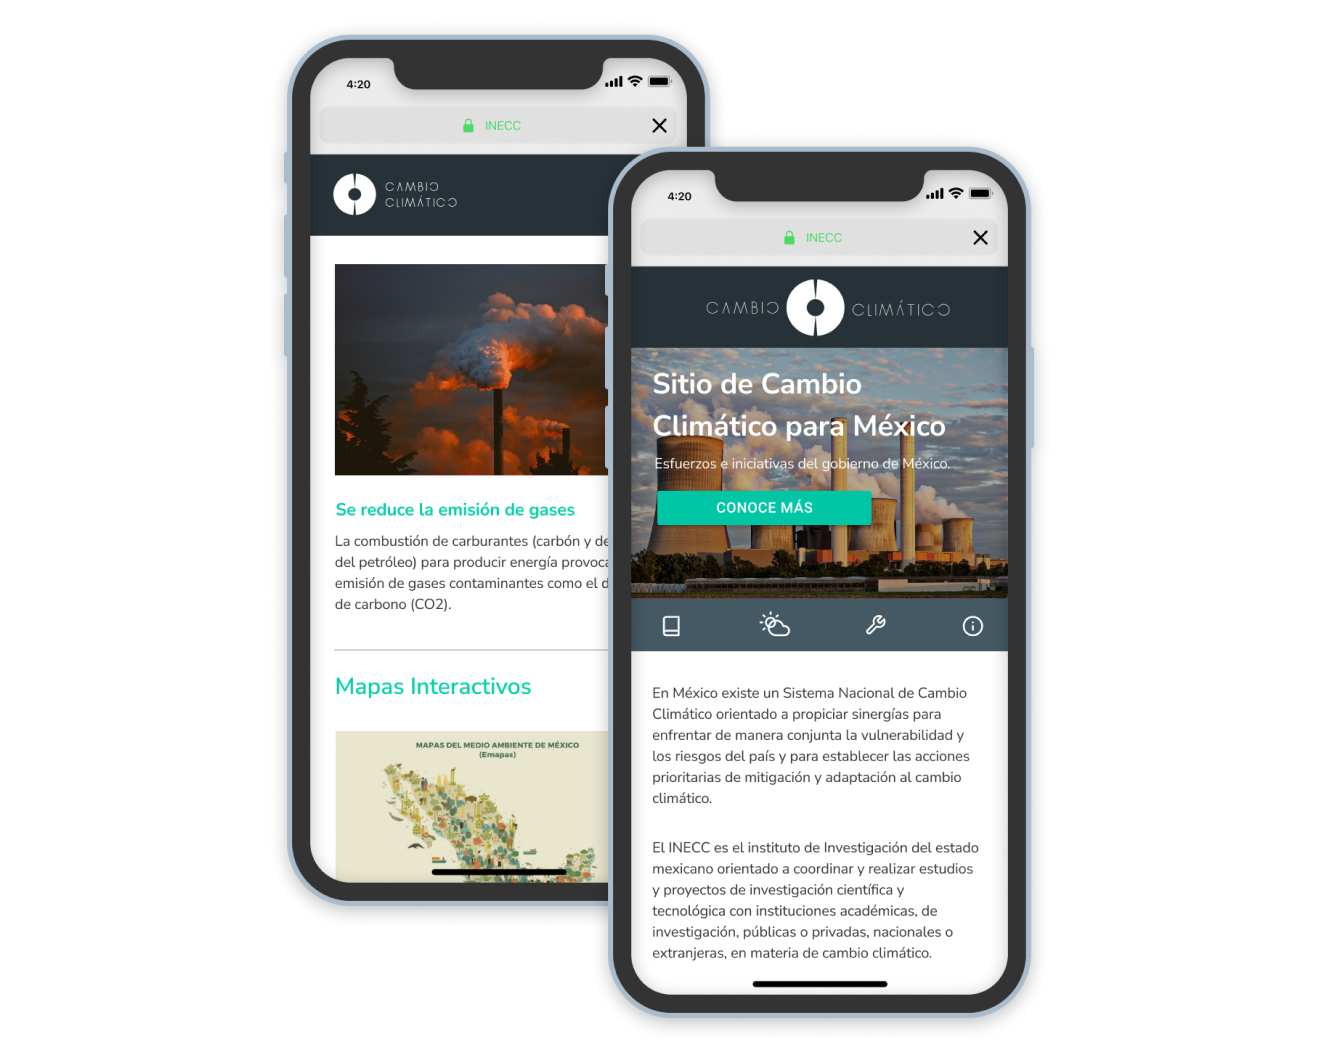 4:20
INECC
CAMBIO
CLIMÁTICO
Se reduce la emisión de gases
La combustión de carburantes (carbón y de
del petróleo) para producir energía provoca
emisión de gases contaminantes como el d
de carbono (CO2).
Mapas Interactivos
MAPAS DEL MEDIO AMBIENTE DE MÉXICO
(Emapas)
4:20
INECC
CAMBIO CLIMÁTICO
Sitio de Cambio
Climático para México
Esfuerzos e iniciativas del gobierno de México.
CONOCE MÁS
En México existe un Sistema Nacional de Cambio
Climático orientado a propiciar sinergías para
enfrentar de manera conjunta la vulnerabilidad y
los riesgos del país y para establecer las acciones
prioritarias de mitigación y adaptación al cambio
climático.
El INECC es el instituto de Investigación del estado
mexicano orientado a coordinar y realizar estudios
y proyectos de investigación científica y
tecnológica con instituciones académicas, de
investigación, públicas o privadas, nacionales o
extranjeras, en materia de cambio climático.